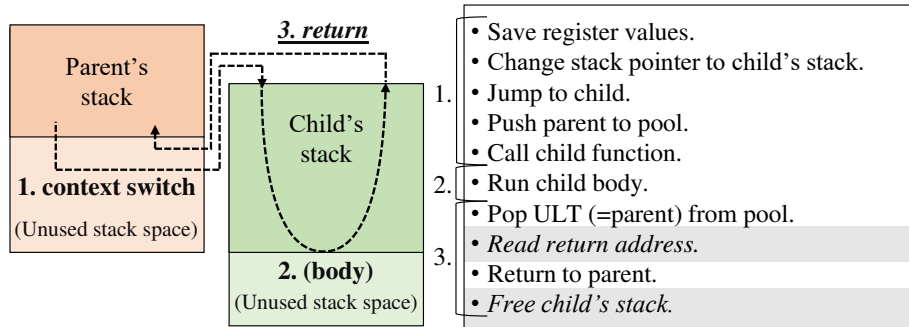 3. return
Parent's
stack
Child's
stack
1. context switch
(Unused stack space)
2. (body)
(Unused stack space)
1.
• Save register values.
• Change stack pointer to child's stack.
• Jump to child.
• Push parent to pool.
• Call child function.
2.
• Run child body.
3.
• Pop ULT (=parent) from pool.
• Read return address.
• Return to parent.
• Free child's stack.